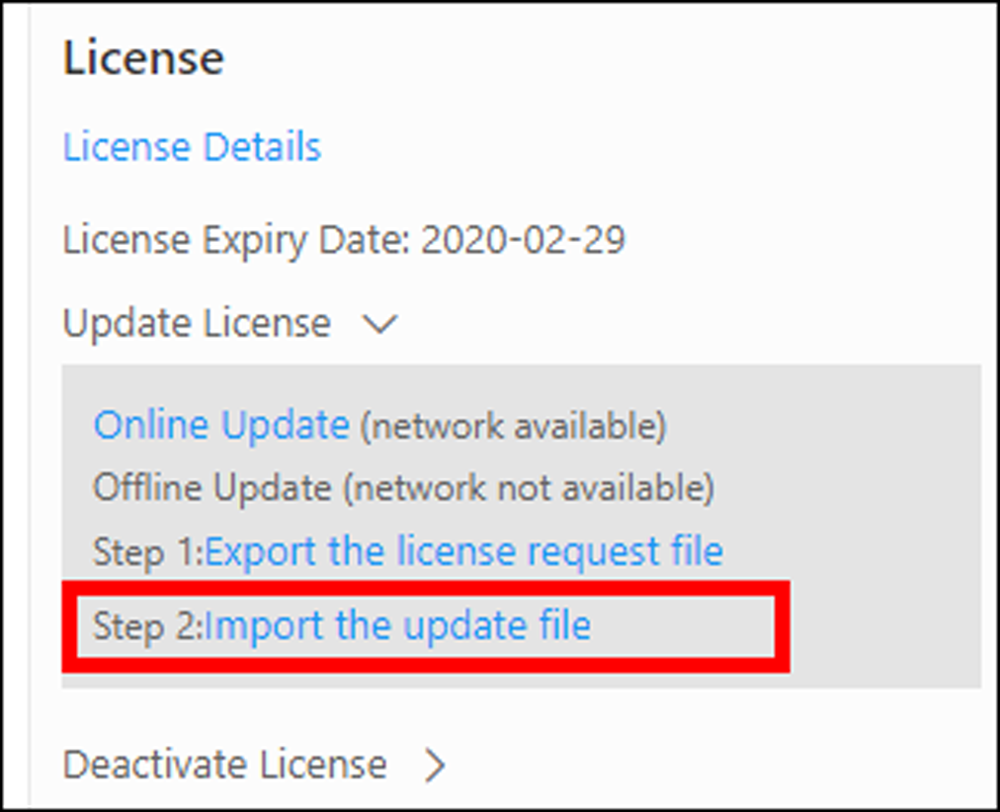 License
License Details
License Expiry Date: 2020-02-29
Update License
Online Update (network available)
Offline Update (network not available)
Step 1:Export the license request file
Step 2:Import the update file
Deactivate License